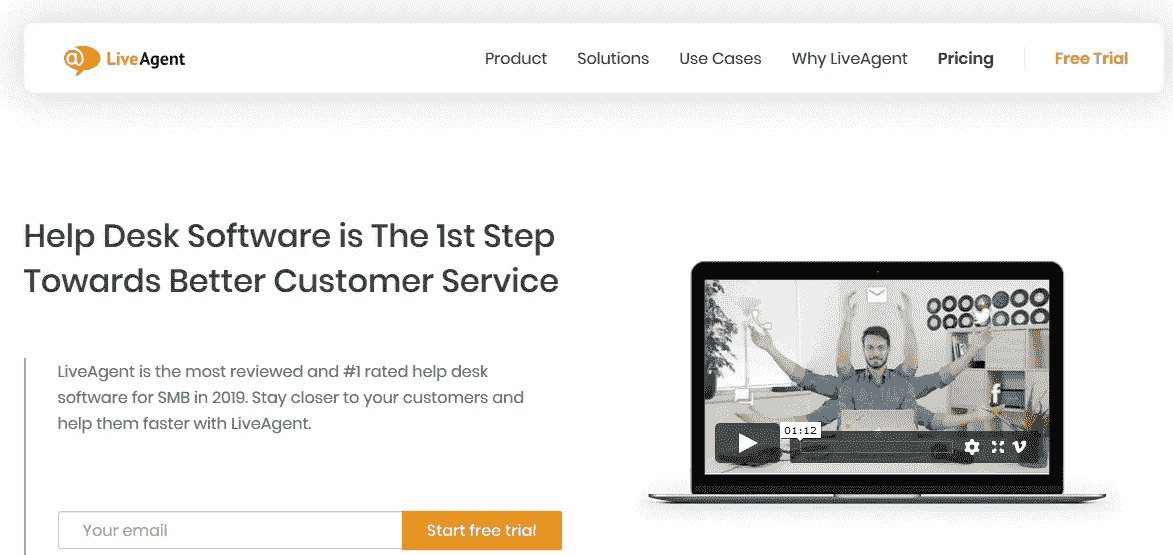 @ LiveAgent
Product Solutions Use Cases Why LiveAgent Pricing Free Trial
Help Desk Software is The 1st Step
Towards Better Customer Service
LiveAgent is the most reviewed and #1 rated help desk
software for SMB in 2019. Stay closer to your customers and
help them faster with LiveAgent.
01:12
Your email Start free trial